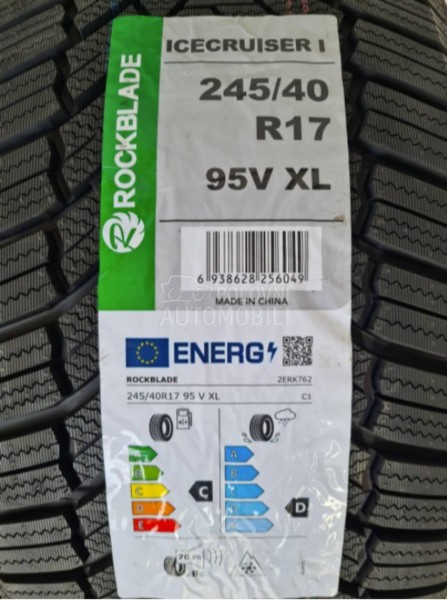 ROCKBLADE
ICECRUISER I
245/40
R17
95V XL
6 938628 256049
MADE IN CHINA
AUTOMOBILI
ENERG
ROCKBLADE 2ERK762
245/40R17 95 V XL C1
A A
B B
C C C
D D D
E E